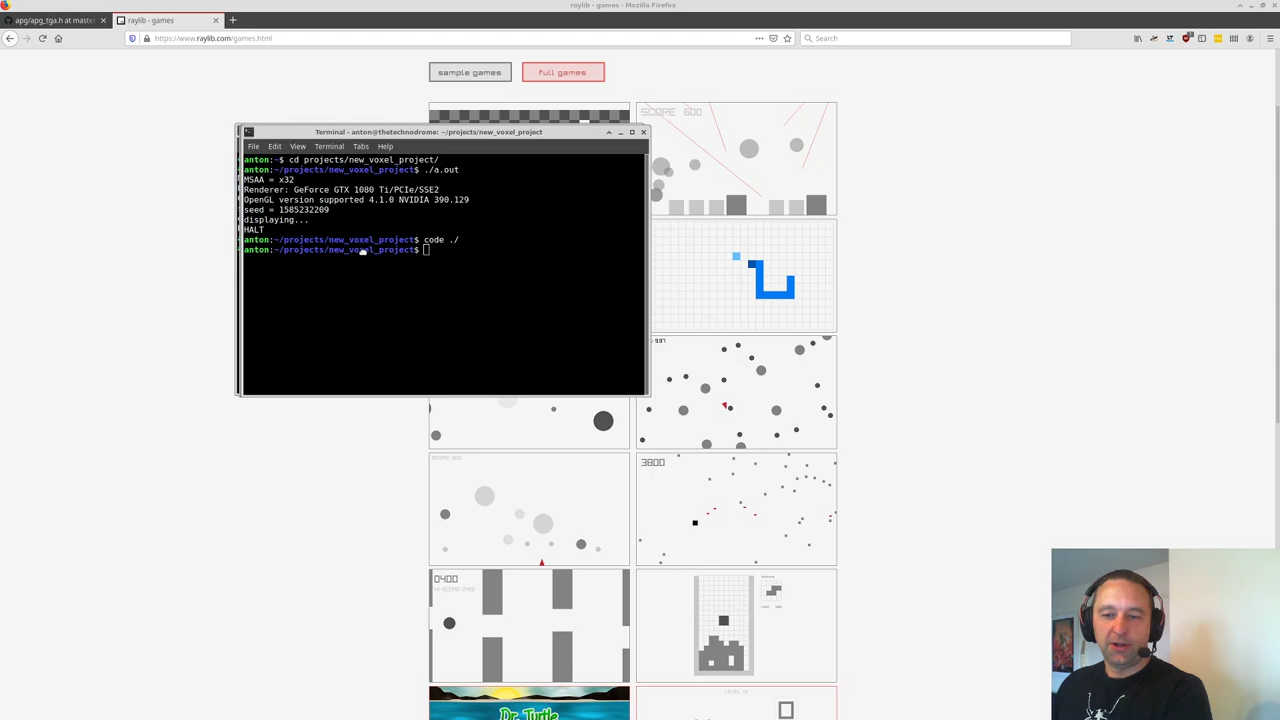 raylib - games - Mozilla Firefox
apg/apg_tga.h at master
raylib - games
https://www.raylib.com/games.html
Search
sample games
full games
SCORE 600
Terminal - anton@thetechnodrome: ~/projects/new_voxel_project
File Edit View Terminal Tabs Help
anton:~$ cd projects/new_voxel_project/
anton:~/projects/new_voxel_project$ ./a.out
MSAA = x32
Renderer: GeForce GTX 1080 Ti/PCIe/SSE2
OpenGL version supported 4.1.0 NVIDIA 390.129
seed = 1585232209
displaying...
HALT
anton:~/projects/new_voxel_project$ code ./
anton:~/projects/new_voxel_project$
3800
0400
Dr. Turtle